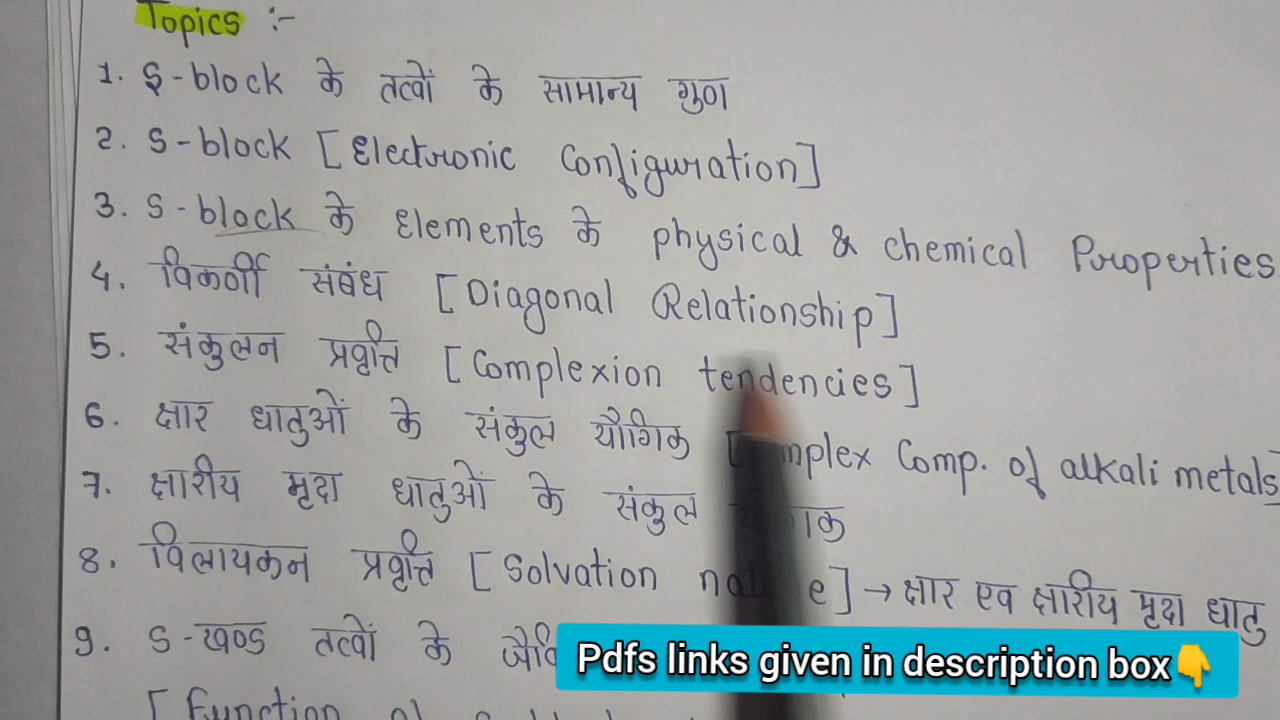 Topics :-
1. S-block के तत्वों के सामान्य गुण
2. S-block [Electronic Configuration]
3. S-block के Elements के physical & chemical Properties
4. विकर्णी संबंध [Diagonal Relationship]
5. संकुलन प्रवृत्ति [Complexion tendencies]
6. क्षार धातुओं के संकुल यौगिक Comp. of alkali metals
7. क्षारीय मृदा धातुओं के संकुल
8. विलायकन प्रवृत्ति [Solvation → क्षार एव क्षारीय मृदा धातु
9. S-खण्ड तत्वों के
Pdfs links given in description box👇
[Function of